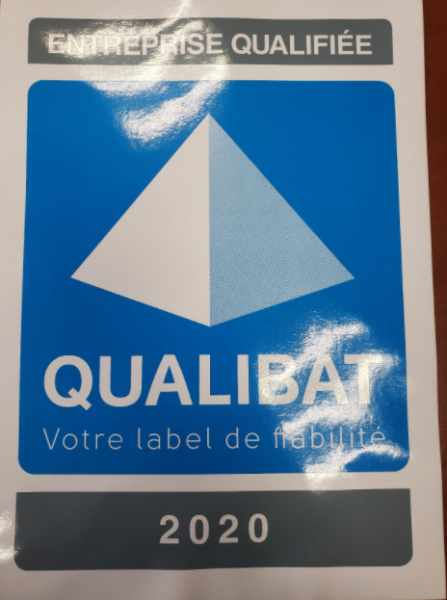 ENTREPRISE QUALIFIÉE
QUALIBAT
Votre label de fiabilité
2020